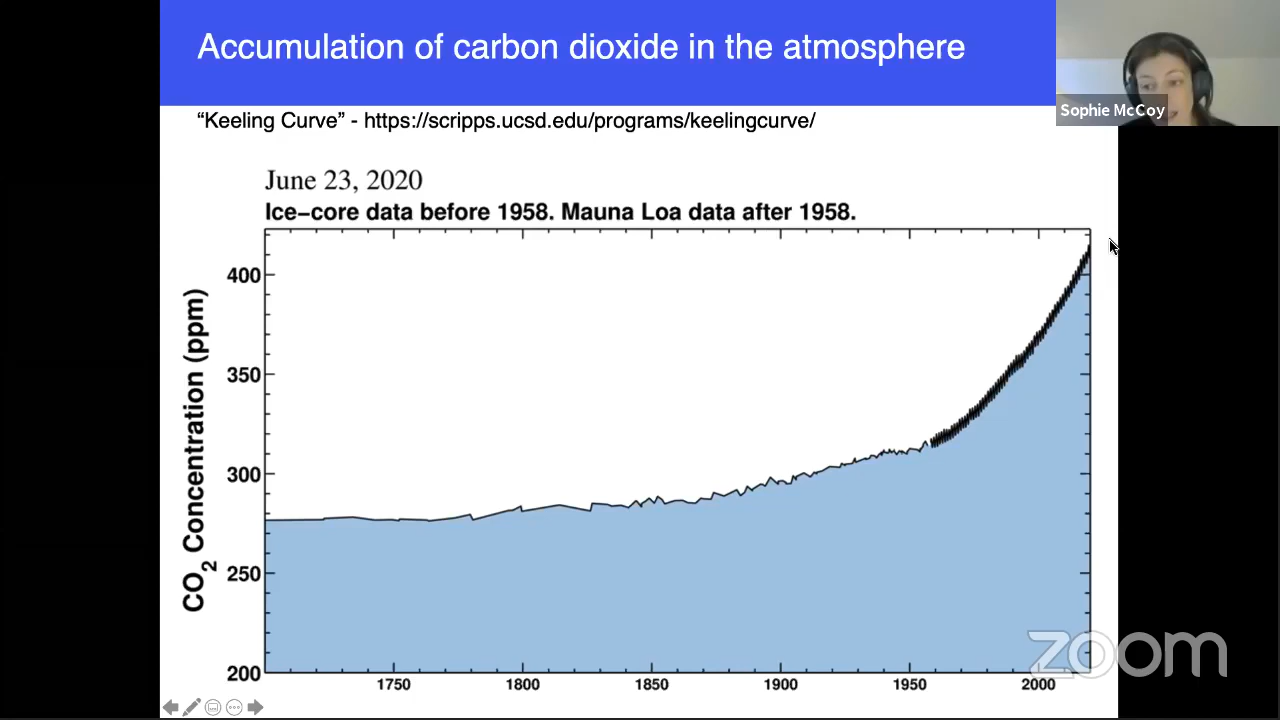 Accumulation of carbon dioxide in the atmosphere
Sophie McCoy
“Keeling Curve” - https://scripps.ucsd.edu/programs/keelingcurve/
June 23, 2020
Ice–core data before 1958. Mauna Loa data after 1958.
CO2 Concentration (ppm)
400
350
300
250
200
1750 1800 1850 1900 1950 2000
zoom